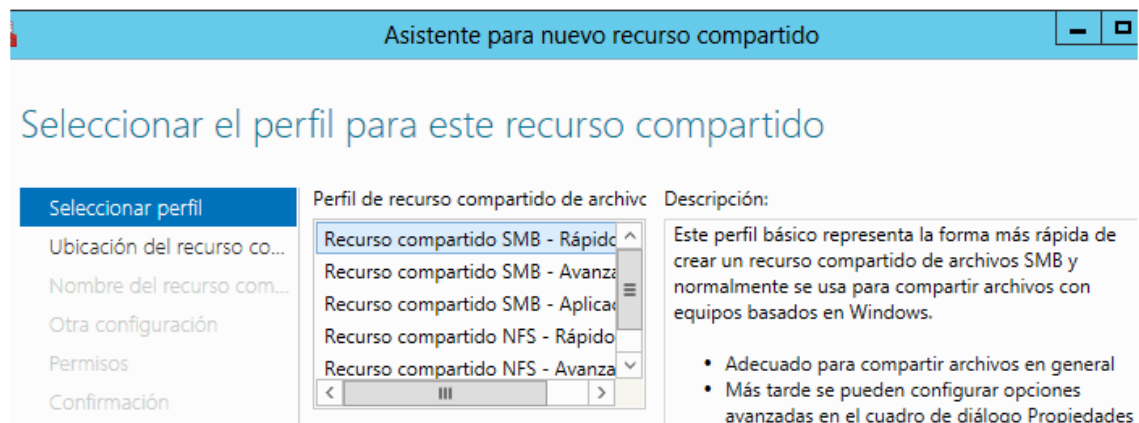 Asistente para nuevo recurso compartido
Seleccionar el perfil para este recurso compartido
Seleccionar perfil
Ubicación del recurso co...
Nombre del recurso com...
Otra configuración
Permisos
Confirmación
Perfil de recurso compartido de archivo
Recurso compartido SMB - Rápido
Recurso compartido SMB - Avanza
Recurso compartido SMB - Aplicac
Recurso compartido NFS - Rápido
Recurso compartido NFS - Avanza
Descripción:
Este perfil básico representa la forma más rápida de
crear un recurso compartido de archivos SMB y
normalmente se usa para compartir archivos con
equipos basados en Windows.
• Adecuado para compartir archivos en general
• Más tarde se pueden configurar opciones
avanzadas en el cuadro de diálogo Propiedades